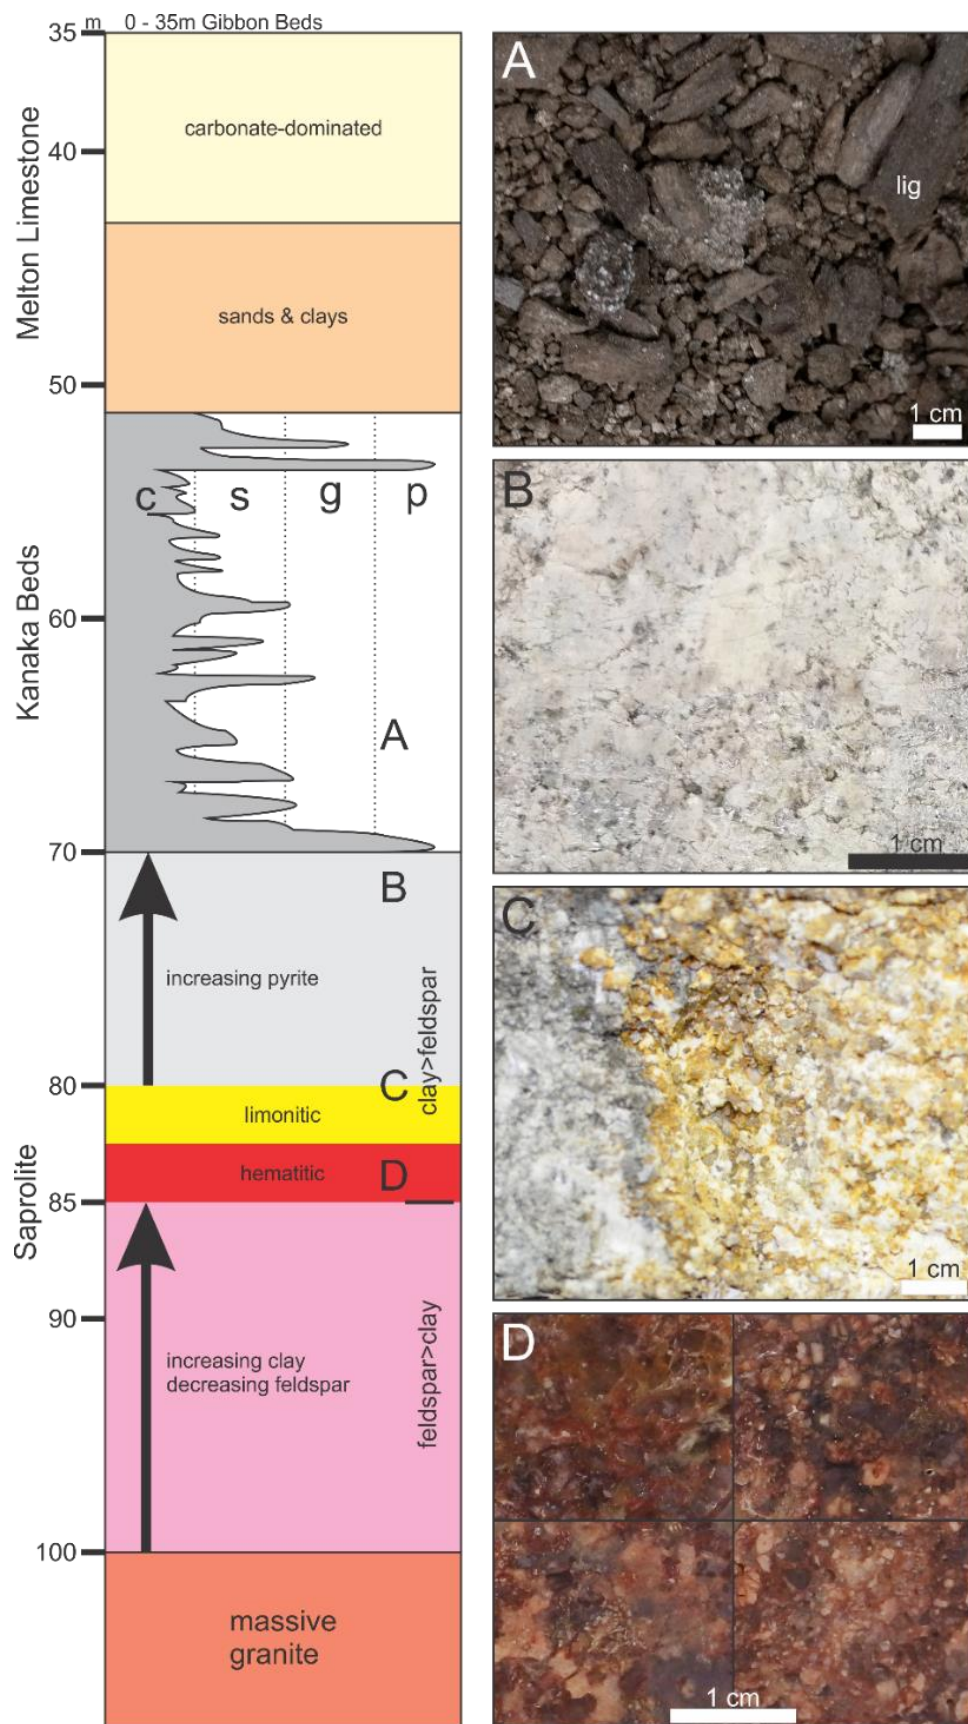 m 0 - 35m Gibbon Beds
35
40
50
60
70
80
85
90
100
Melton Limestone
Kanaka Beds
Saprolite
carbonate-dominated
sands & clays
c s g p
A
B
increasing pyrite
clay>feldspar
C
limonitic
hematitic
D
increasing clay
decreasing feldspar
feldspar>clay
massive
granite
A
lig
1 cm
B
1 cm
C
1 cm
D
1 cm